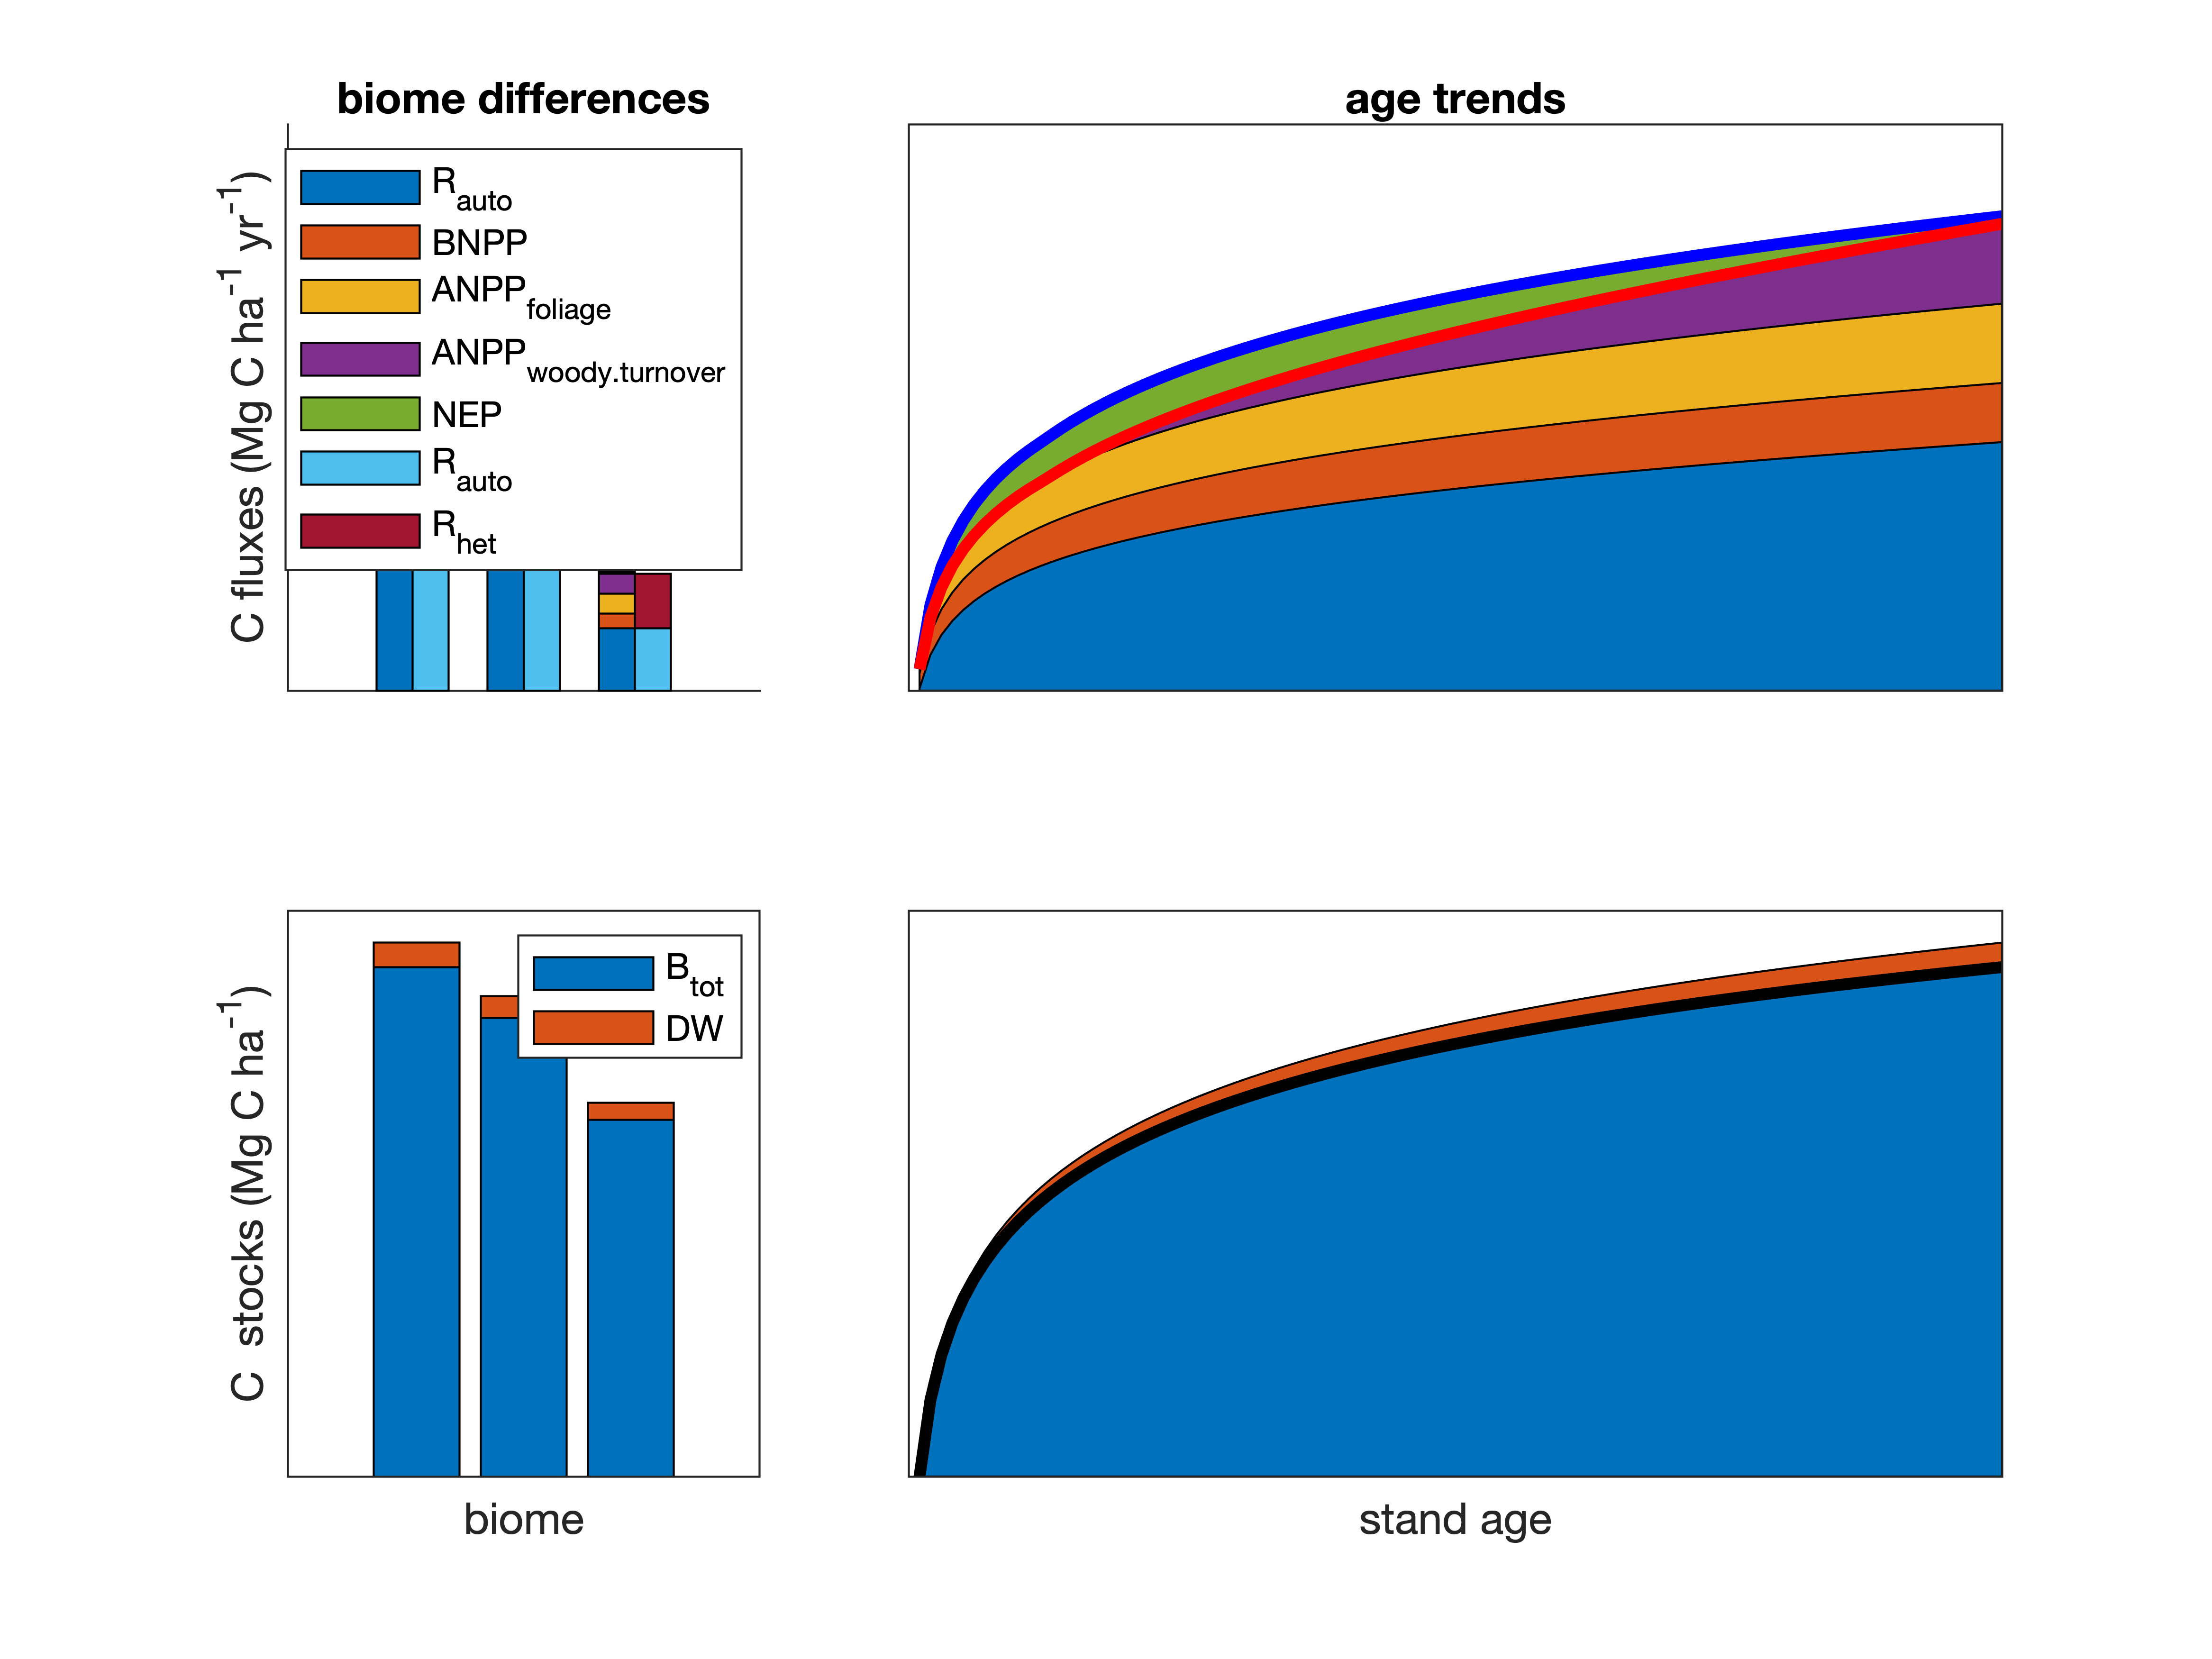 biome differences
age trends
C fluxes (Mg C ha-1 yr-1)
Rauto
BNPP
ANPPfoliage
ANPPwoody.turnover
NEP
Rauto
Rhet
C stocks (Mg C ha-1)
Btot
DW
biome
stand age